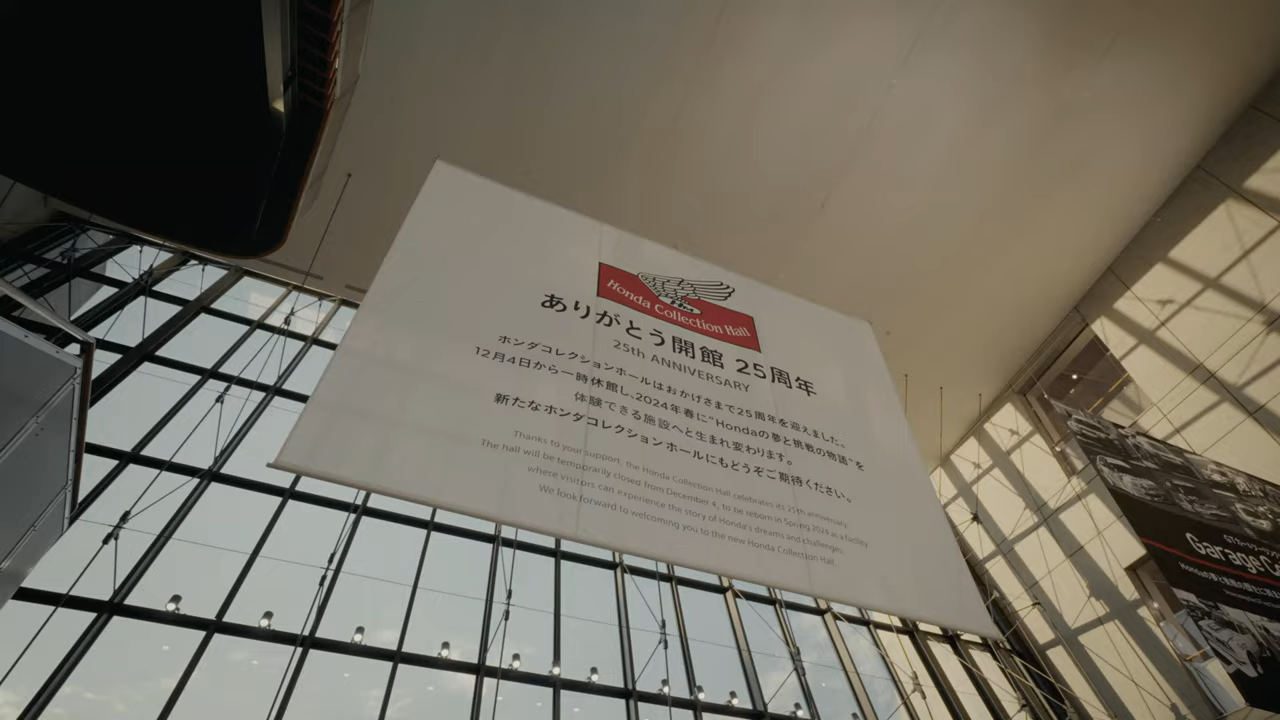 Honda Collection Hall
ありがとう開館 25周年
25th ANNIVERSARY
ホンダコレクションホールはおかげさまで25周年を迎えました。
12月4日から一時休館し、2024年春に"Hondaの夢と挑戦の物語"を
体験できる施設へと生まれ変わります。
新たなホンダコレクションホールにもどうぞご期待ください。
Thanks to your support, the Honda Collection Hall celebrates its 25th anniversary.
The hall will be temporarily closed from December 4, to be reborn in Spring 2024 as a facility
where visitors can experience the story of Honda's dreams and challenges.
We look forward to welcoming you to the new Honda Collection Hall.
Garage